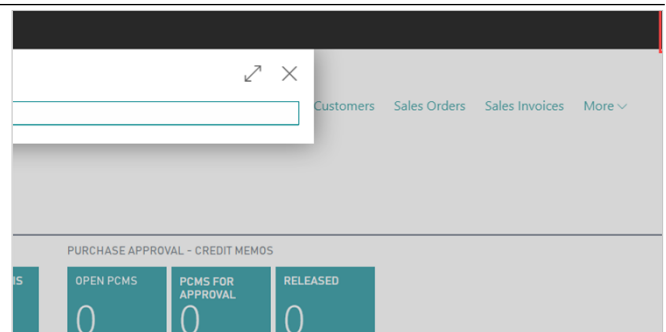 Customers Sales Orders Sales Invoices More
PURCHASE APPROVAL - CREDIT MEMOS
IS OPEN PCMS PCMS FOR APPROVAL RELEASED
0 0 0